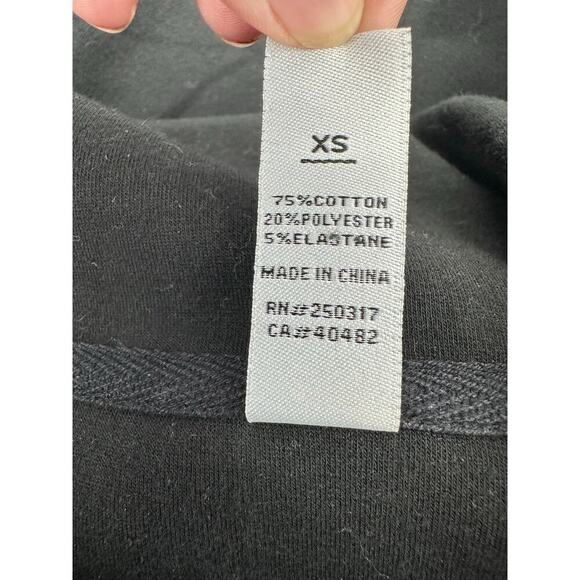 XS
75%COTTON
20%POLYESTER
5%ELASTANE
MADE IN CHINA
RN#250317
CA#40482